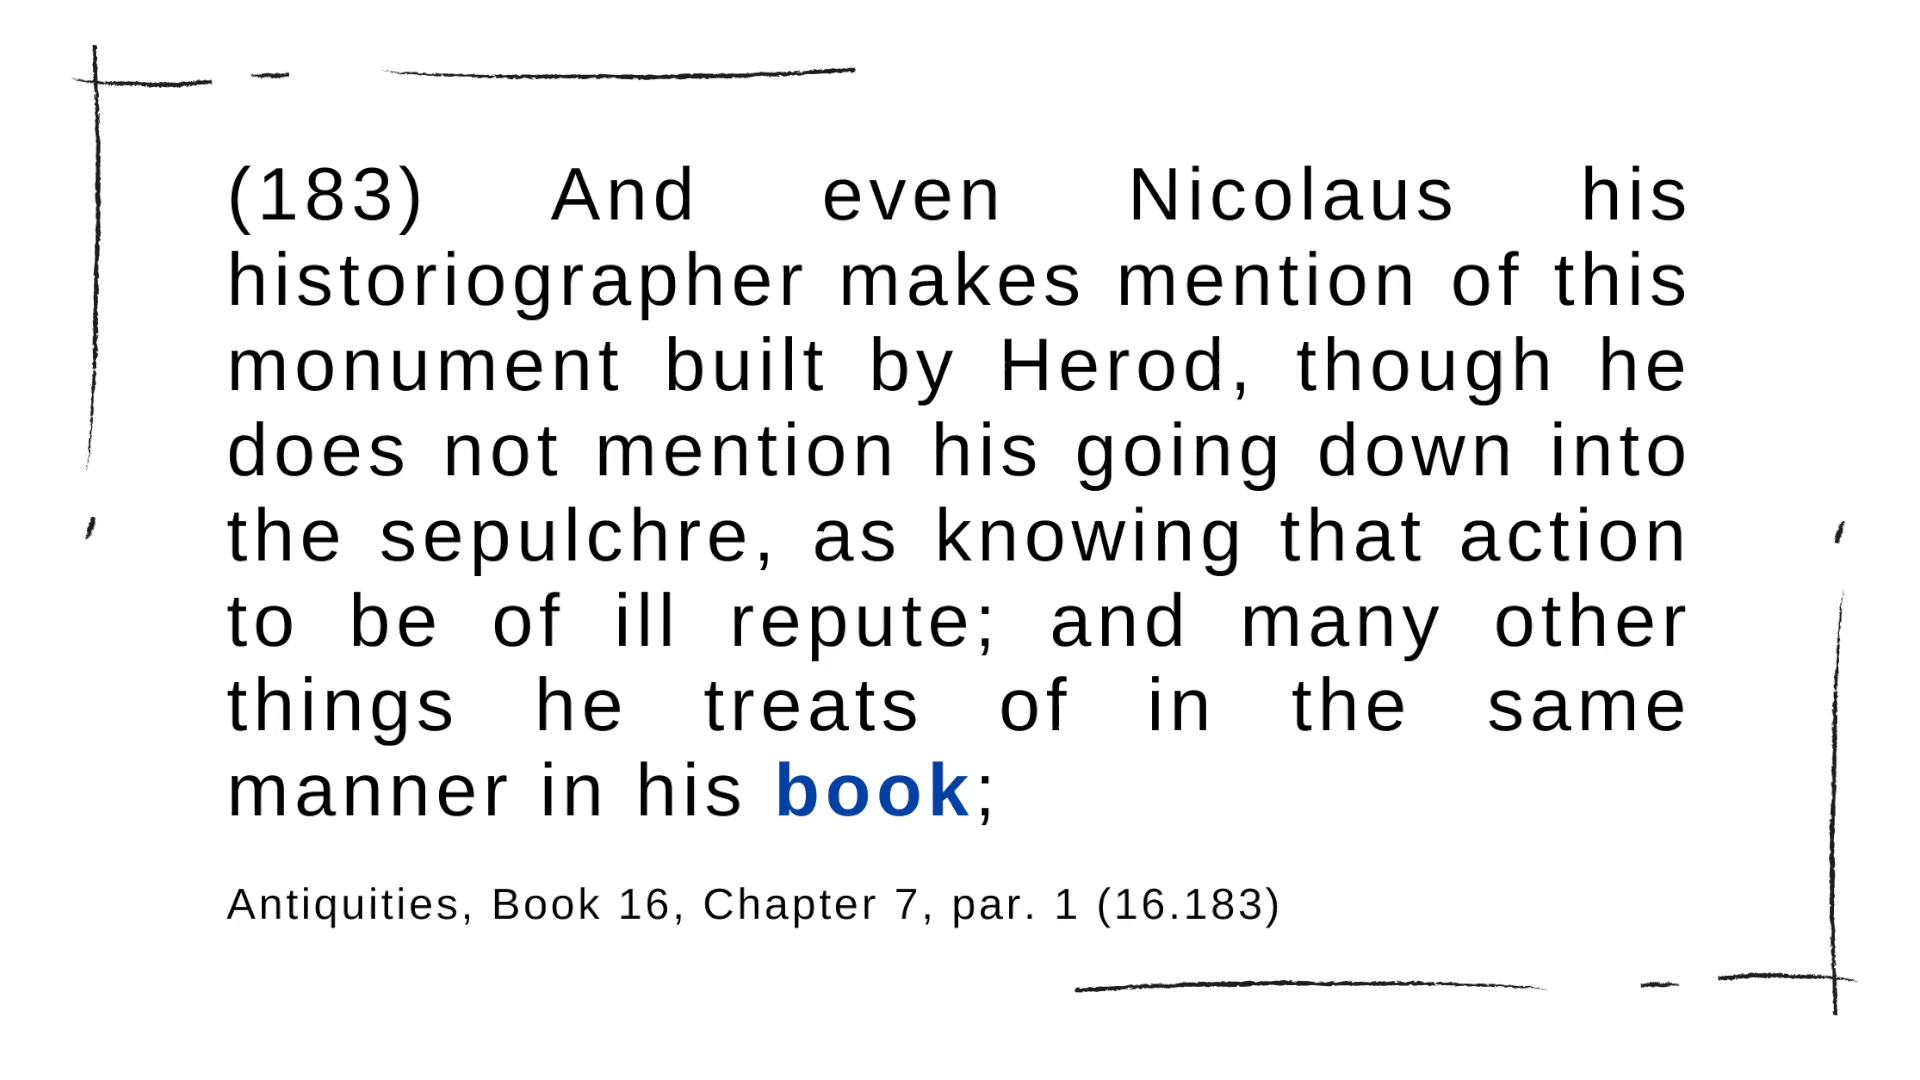 (183) And even Nicolaus his
historiographer makes mention of this
monument built by Herod, though he
does not mention his going down into
the sepulchre, as knowing that action
to be of ill repute; and many other
things he treats of in the same
manner in his book;
Antiquities, Book 16, Chapter 7, par. 1 (16.183)